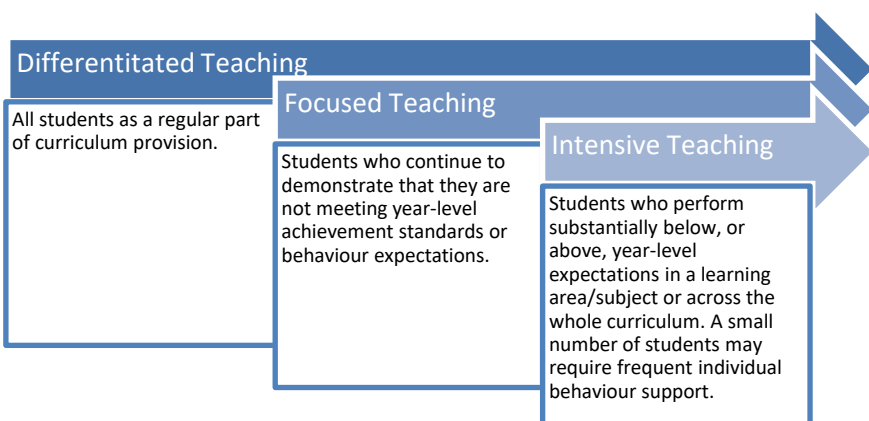 Differentitated Teaching
All students as a regular part
of curriculum provision.
Focused Teaching
Students who continue to
demonstrate that they are
not meeting year-level
achievement standards or
behaviour expectations.
Intensive Teaching
Students who perform
substantially below, or
above, year-level
expectations in a learning
area/subject or across the
whole curriculum. A small
number of students may
require frequent individual
behaviour support.